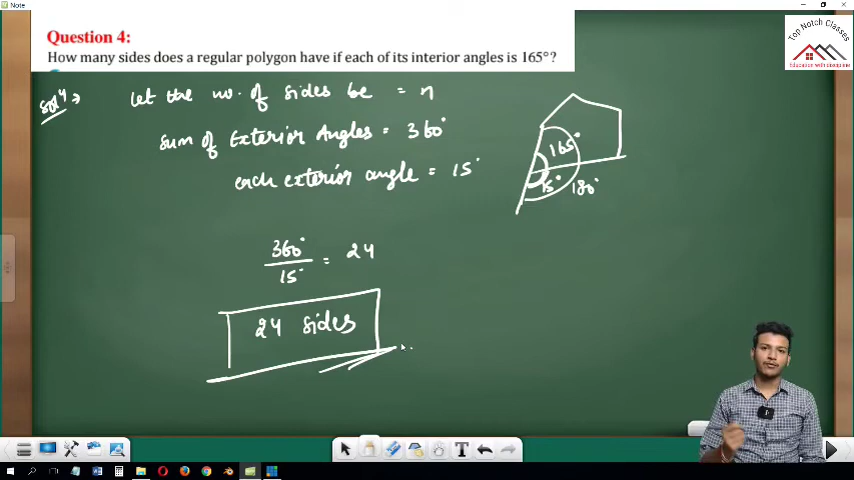 Note
Question 4:
How many sides does a regular polygon have if each of its interior angles is 165°?
Top Notch Classes
Education with discipline
Sol⁴ ⇒ let the no. of sides be = n
sum of Exterior Angles = 360°
each exterior angle = 15°
165°
15° 180°
360° / 15° = 24
24 sides